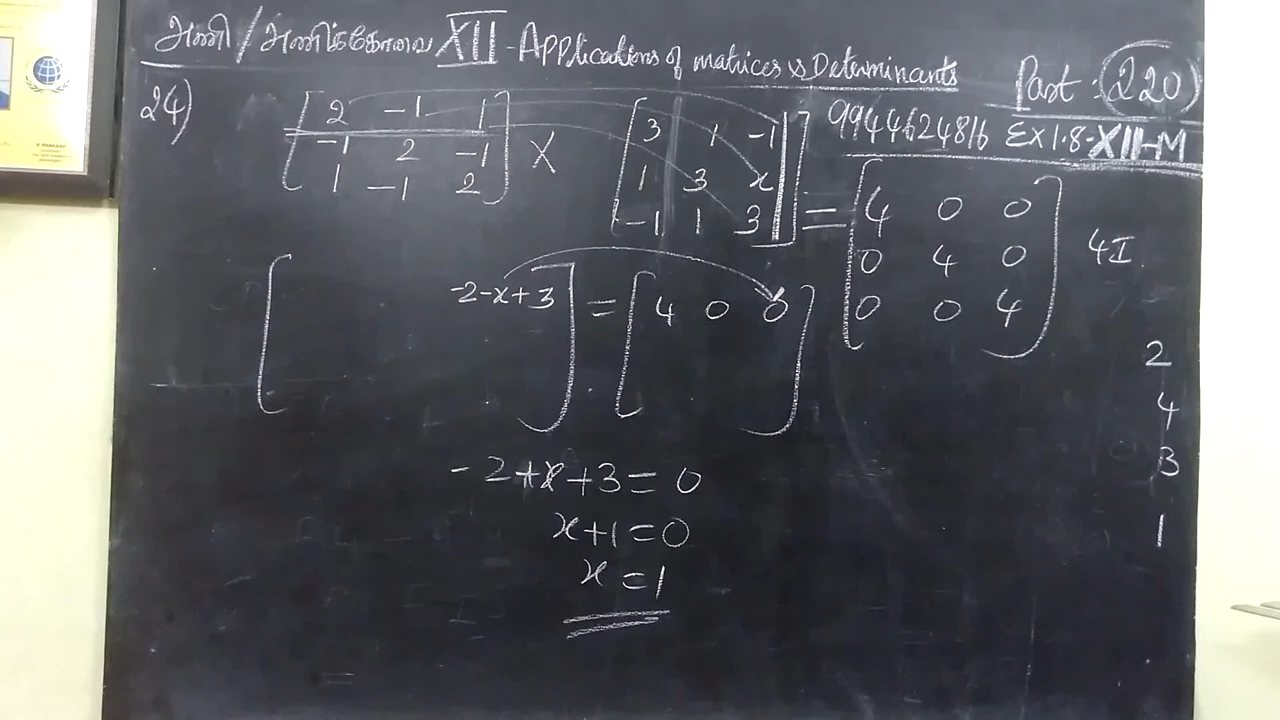 அணி / அணிக்கோவை XII - Applications of matrices & Determinants Part : 220
9944624816 Ex 1.8 - XII-M
24) [ 2 -1 1 ] X [ 3 1 -1 ] = [ 4 0 0 ] 4I
[ -1 2 -1 ] [ 1 3 x ] [ 0 4 0 ]
[ 1 -1 2 ] [ -1 1 3 ] [ 0 0 4 ]
[ -2-x+3 ] = [ 4 0 0 ]
2
4
3
1
-2+x+3=0
x+1=0
x=1